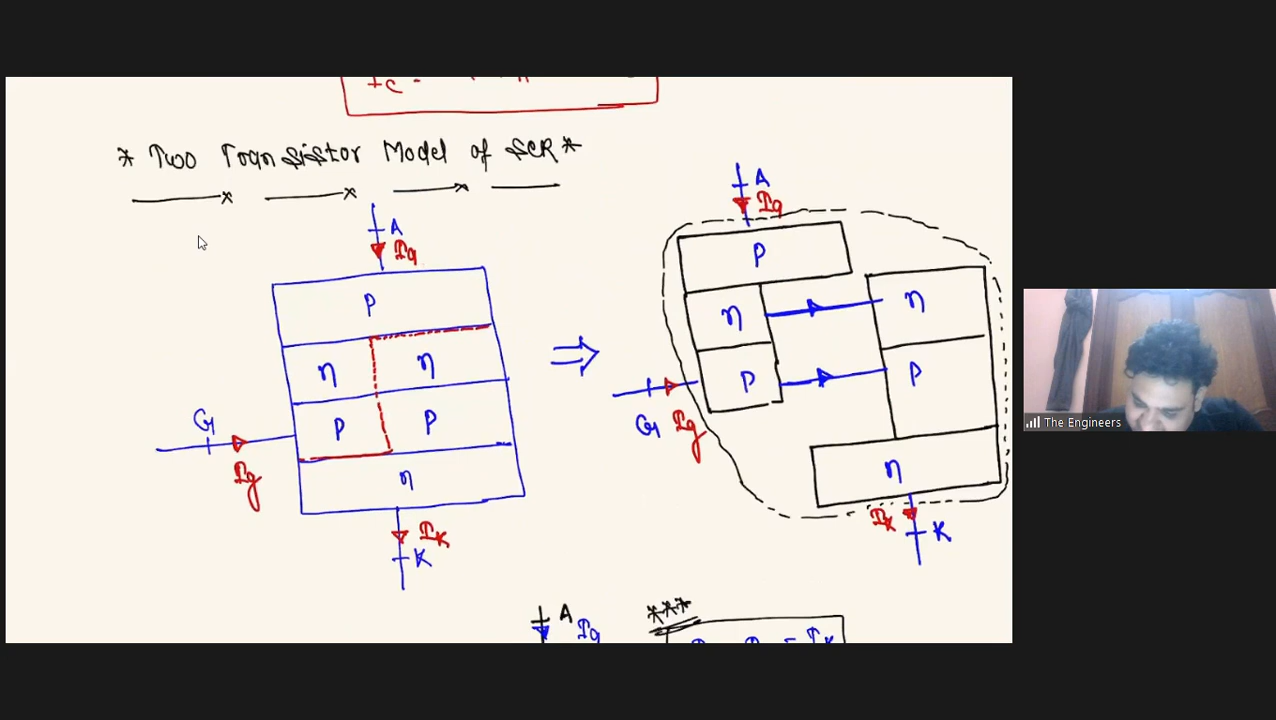 * Two Transistor Model of SCR *
A
Ia
P
n n
G
P P
Ig
n
Ik
K
⇒
A
Ia
P
n n
P P
G Ig
n
Ik K
A
Ia
***
The Engineers